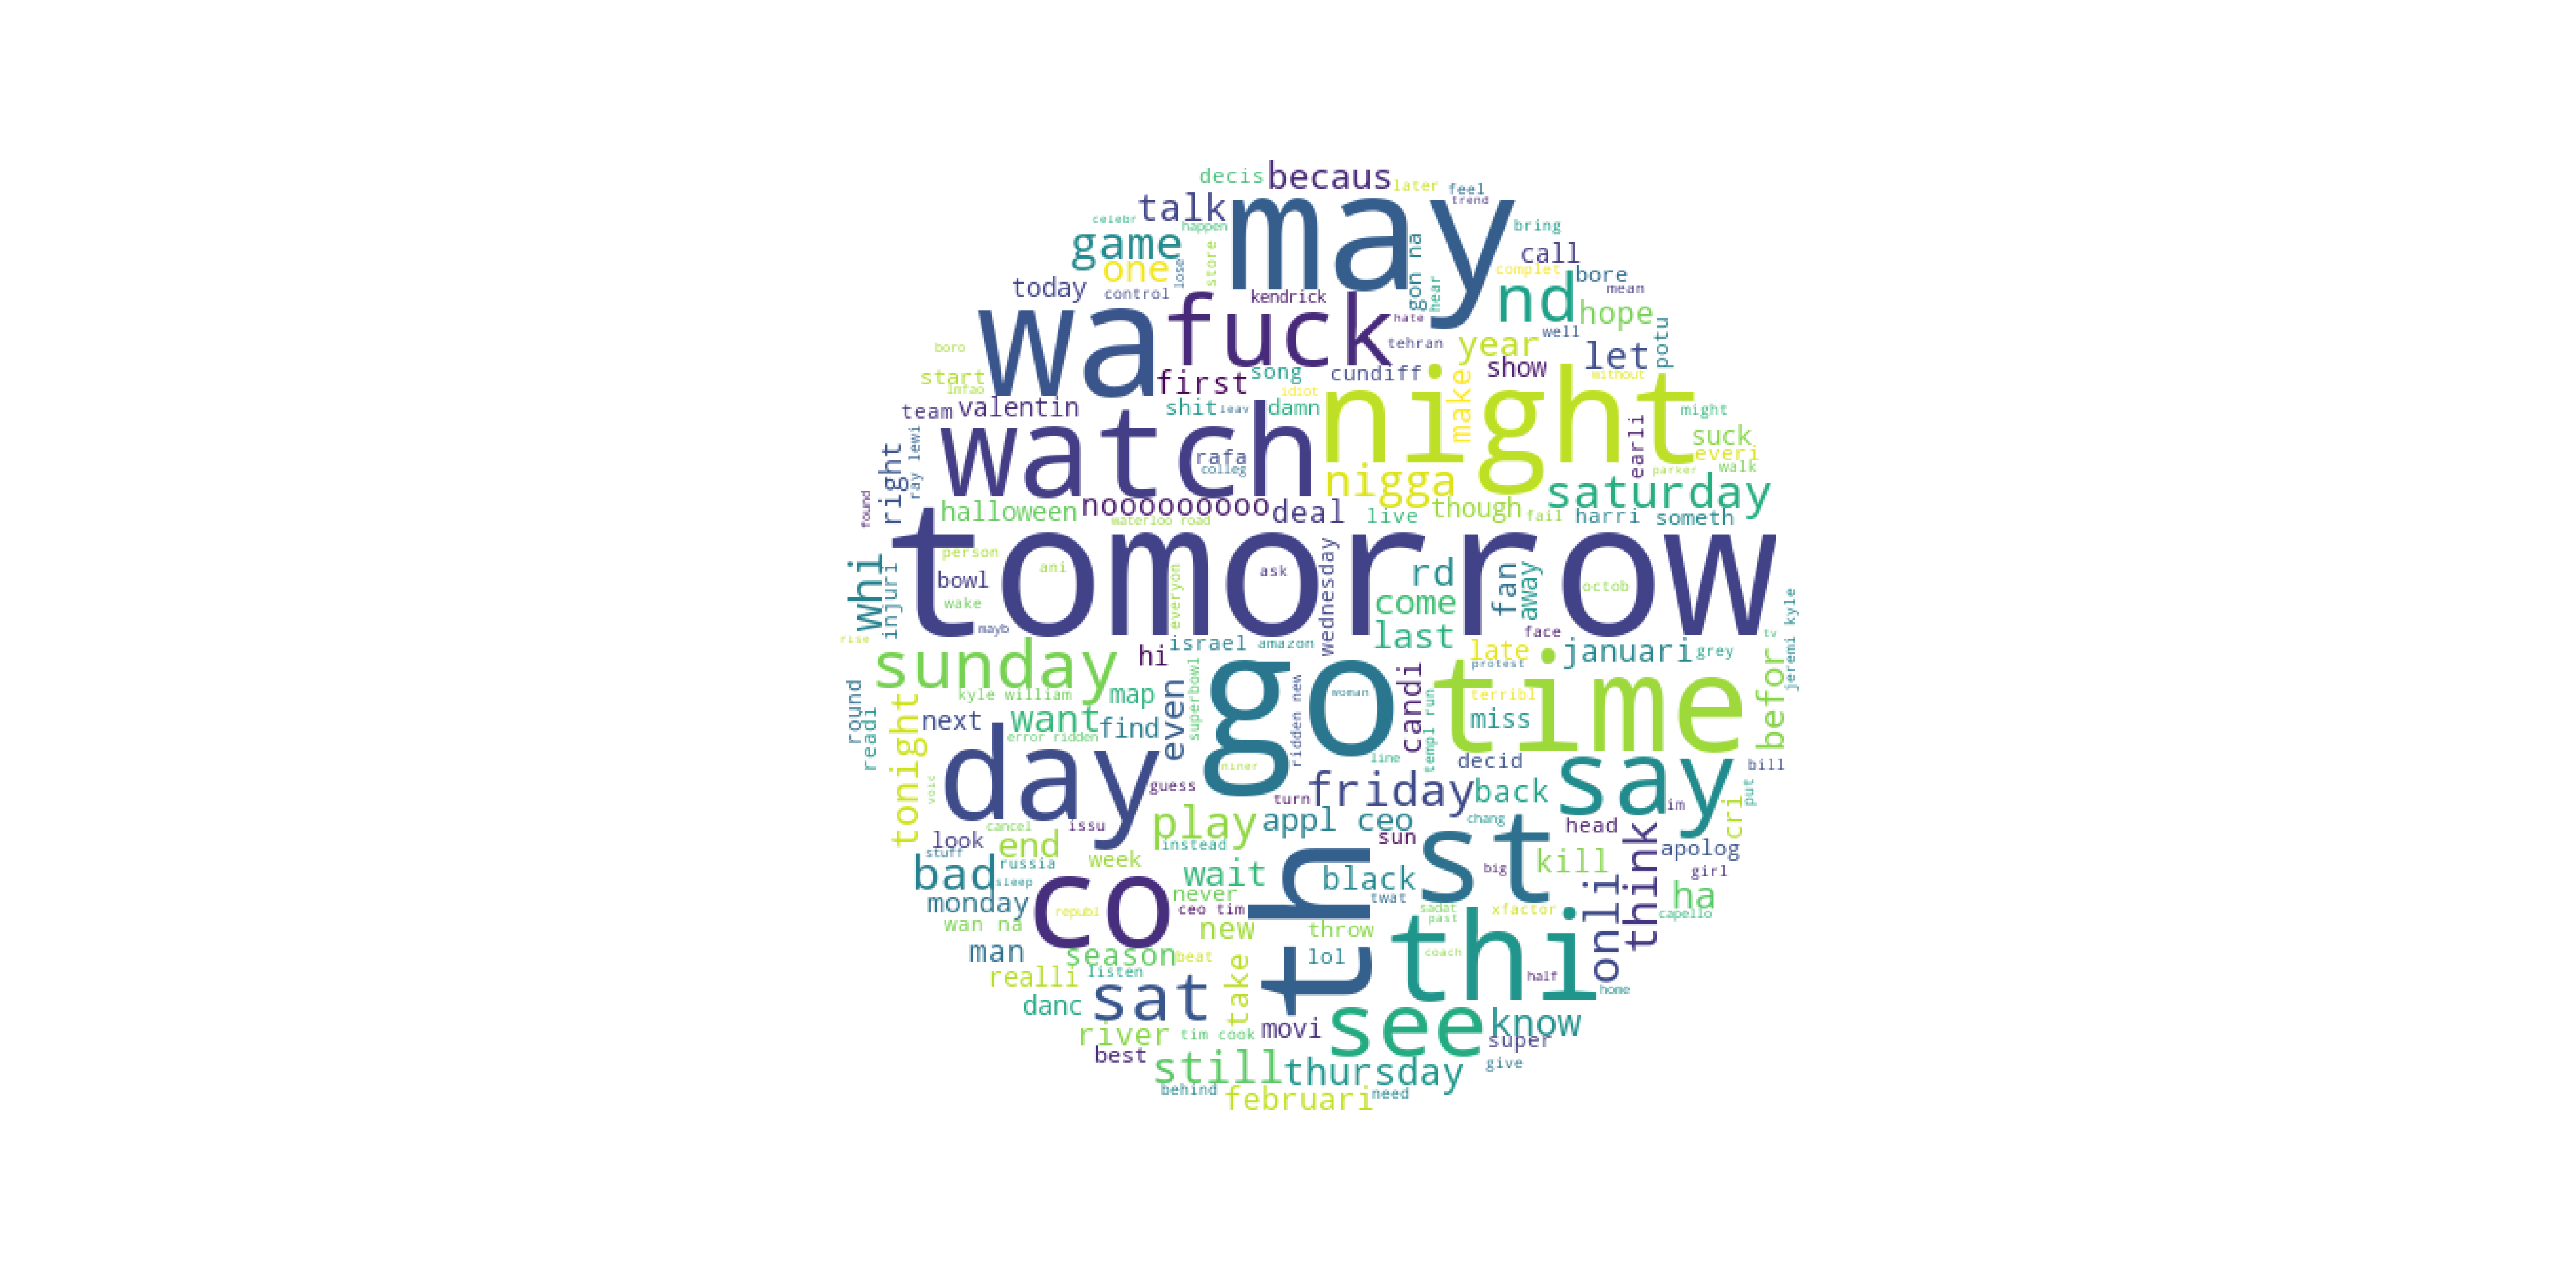 decis becaus later feel
talk may trend
celebr happen bring
game gon na call
one lose store complet bore
today control kendrick hear nd mean
wa fuck hate hope
tehran well potu
boro year let
start first song cundiff show without
lmfao idiot night make
team valentin shit leav damn might
ray lewi watch earli suck
right rafa everi
colleg parker walk
found nigga saturday
halloween nooooooooo deal live though fail harri someth
waterloo road
tomorrow
whi injuri person ani everyon ask wednesday rd fan away octob
bowl come
wake
mayb last face tv jeremi kyle
rise israel amazon late januari grey
sunday hi protest befor
kyle william map superbowl go woman candi time terribl
round readi tonight next want find even ridden new templ run miss
error ridden
day niner line decid bill
voic guess turn friday back say im put cri
play appl ceo chang head
cancel issu sun
look end instead think apolog
stuff week st kill
bad russia wait black big girl
sleep never twat ha
monday co ceo tim th sadat xfactor onli capello
republ past
wan na new throw thi
man season beat lol coach
realli listen take half
danc sat home
river tim cook movi see know
best super
still thursday give
behind februari need